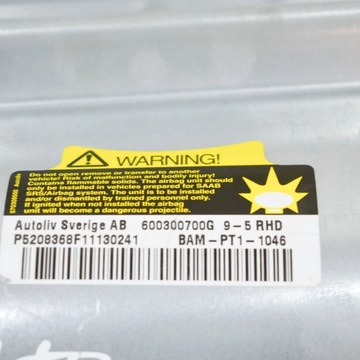 WARNING!
Do not open remove or transfer to another
vehicle! Risk of malfunction and bodily injury!
Contains flammable solids. The airbag unit should
only be installed in vehicles prepared for SAAB
SRS/Airbag system. The unit is to be installed
and/or dismantled by trained personnel only.
If ignited when not installed the airbag
unit will become a dangerous projectile.
Autoliv Sverige AB 600300700G 9-5 RHD
P5208368F11130241 BAM-PT1-1046